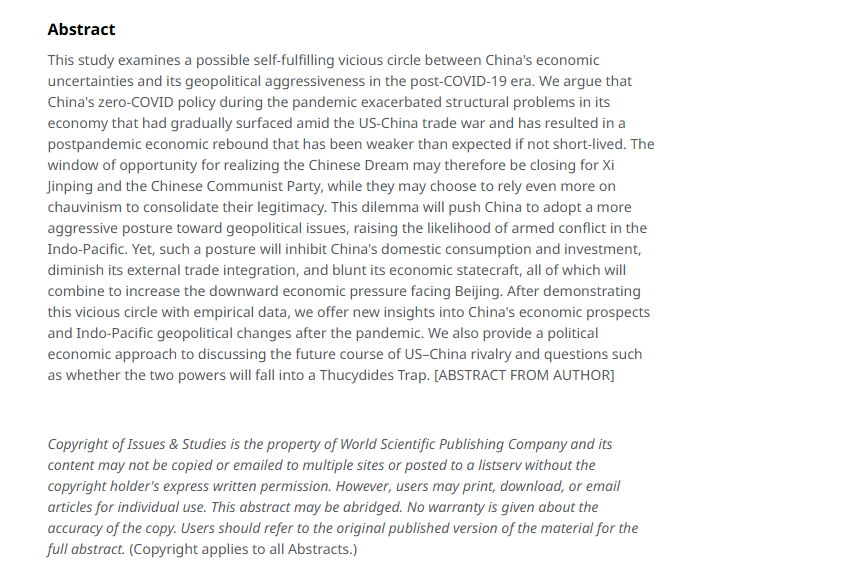 Abstract
This study examines a possible self-fulfilling vicious circle between China's economic
uncertainties and its geopolitical aggressiveness in the post-COVID-19 era. We argue that
China's zero-COVID policy during the pandemic exacerbated structural problems in its
economy that had gradually surfaced amid the US-China trade war and has resulted in a
postpandemic economic rebound that has been weaker than expected if not short-lived. The
window of opportunity for realizing the Chinese Dream may therefore be closing for Xi
Jinping and the Chinese Communist Party, while they may choose to rely even more on
chauvinism to consolidate their legitimacy. This dilemma will push China to adopt a more
aggressive posture toward geopolitical issues, raising the likelihood of armed conflict in the
Indo-Pacific. Yet, such a posture will inhibit China's domestic consumption and investment,
diminish its external trade integration, and blunt its economic statecraft, all of which will
combine to increase the downward economic pressure facing Beijing. After demonstrating
this vicious circle with empirical data, we offer new insights into China's economic prospects
and Indo-Pacific geopolitical changes after the pandemic. We also provide a political
economic approach to discussing the future course of US–China rivalry and questions such
as whether the two powers will fall into a Thucydides Trap. [ABSTRACT FROM AUTHOR]
Copyright of Issues & Studies is the property of World Scientific Publishing Company and its
content may not be copied or emailed to multiple sites or posted to a listserv without the
copyright holder's express written permission. However, users may print, download, or email
articles for individual use. This abstract may be abridged. No warranty is given about the
accuracy of the copy. Users should refer to the original published version of the material for the
full abstract. (Copyright applies to all Abstracts.)